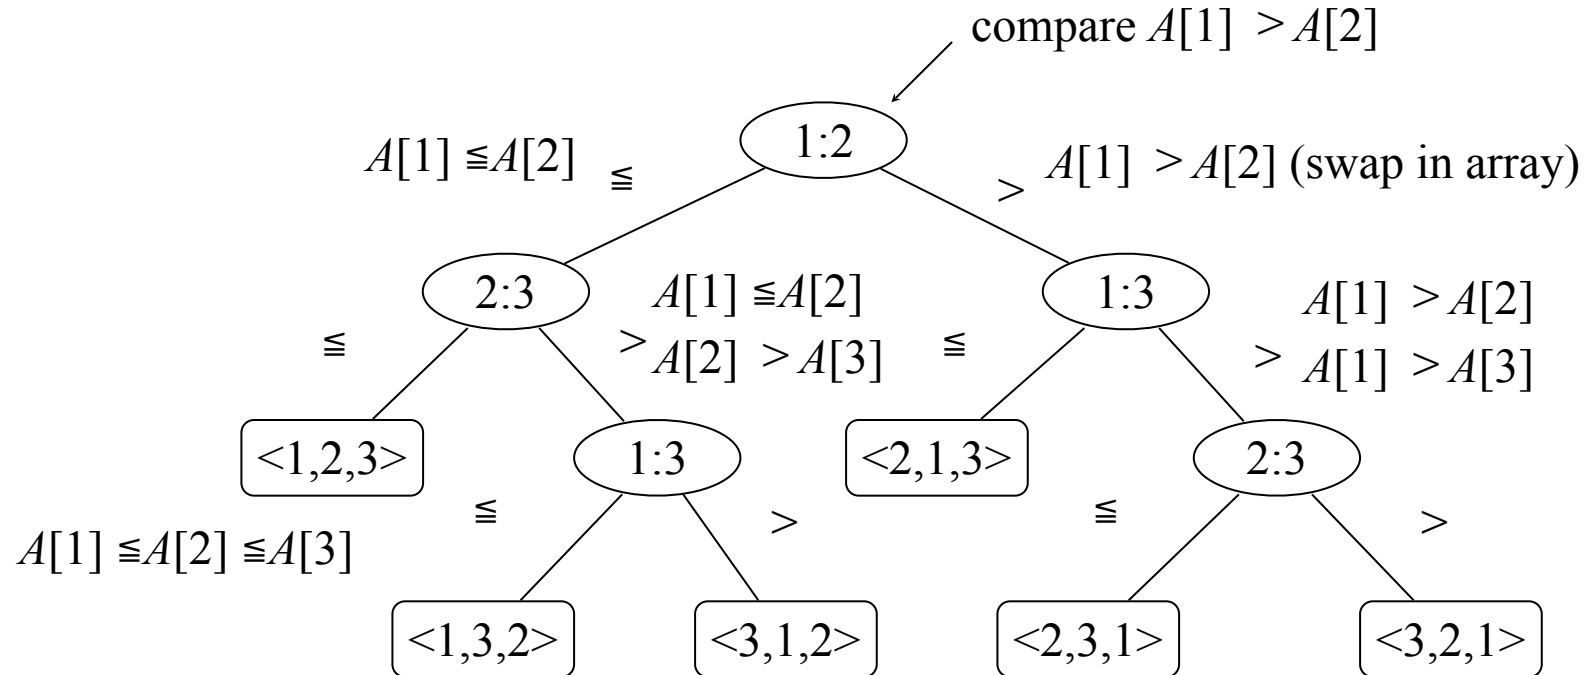 compare A[1] > A[2]
1:2
A[1] ≦A[2]
≦
>
A[1] > A[2] (swap in array)
2:3
A[1] ≦A[2]
A[2] > A[3]
1:3
A[1] > A[2]
A[1] > A[3]
≦
>
≦
>
<1,2,3>
1:3
<2,1,3>
2:3
A[1] ≦A[2] ≦A[3]
≦
>
≦
>
<1,3,2>
<3,1,2>
<2,3,1>
<3,2,1>